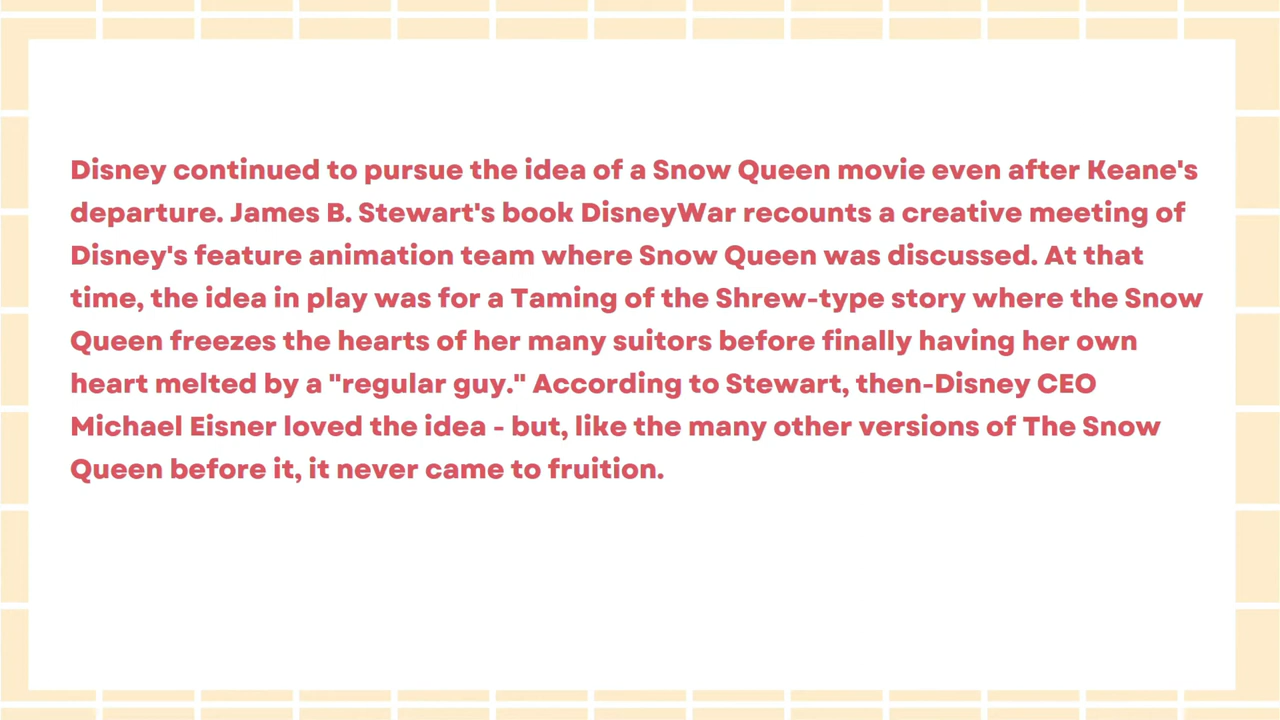 Disney continued to pursue the idea of a Snow Queen movie even after Keane's
departure. James B. Stewart's book DisneyWar recounts a creative meeting of
Disney's feature animation team where Snow Queen was discussed. At that
time, the idea in play was for a Taming of the Shrew-type story where the Snow
Queen freezes the hearts of her many suitors before finally having her own
heart melted by a "regular guy." According to Stewart, then-Disney CEO
Michael Eisner loved the idea - but, like the many other versions of The Snow
Queen before it, it never came to fruition.